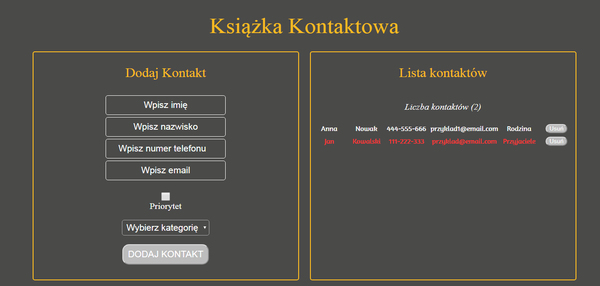 Książka Kontaktowa
Dodaj Kontakt
Wpisz imię
Wpisz nazwisko
Wpisz numer telefonu
Wpisz email
Priorytet
Wybierz kategorię
DODAJ KONTAKT
Lista kontaktów
Liczba kontaktów (2)
Anna Nowak 444-555-666 przyklad1@email.com Rodzina Usuń
Jan Kowalski 111-222-333 przyklad@email.com Przyjaciele Usuń